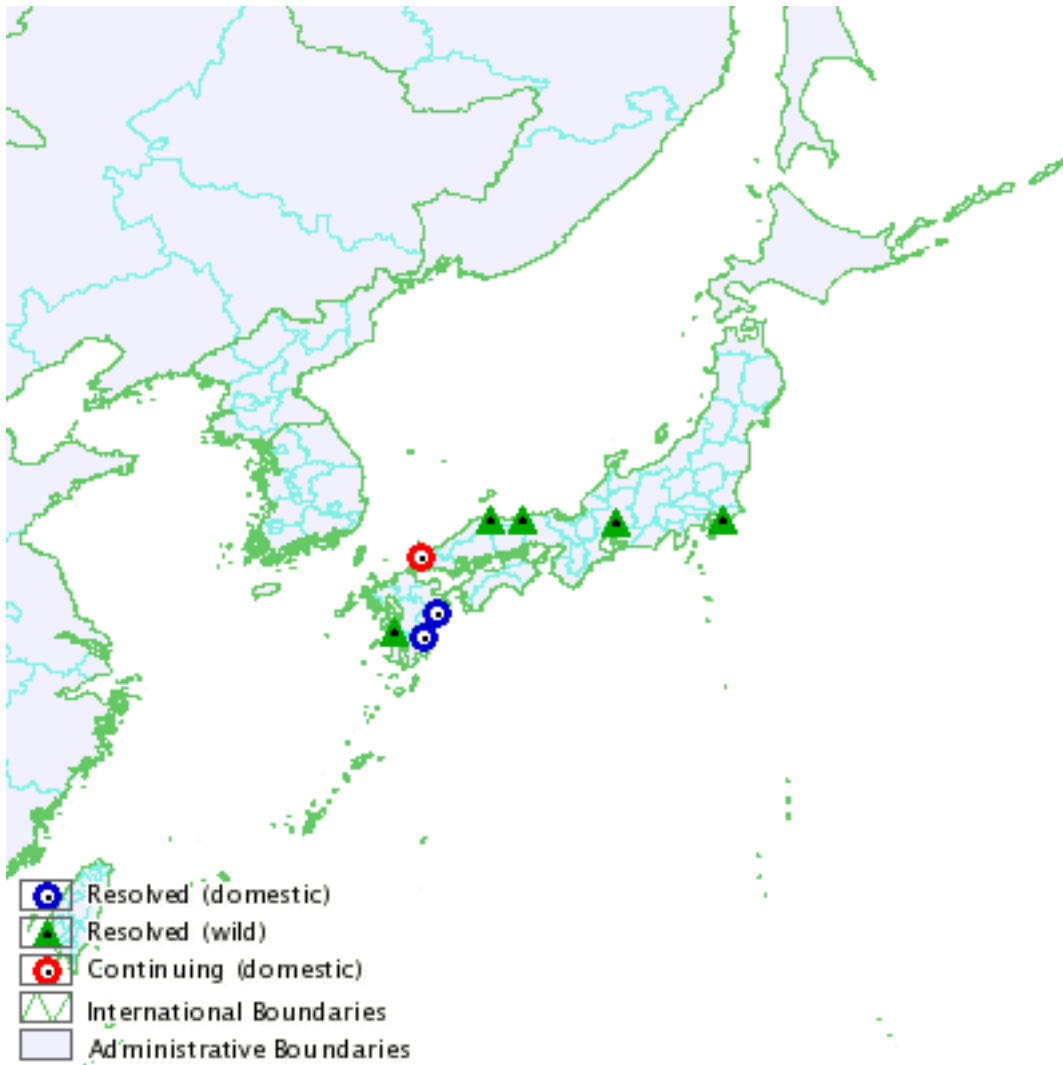 Resolved (domestic)
Resolved (wild)
Continuing (domestic)
International Boundaries
Administrative Boundaries